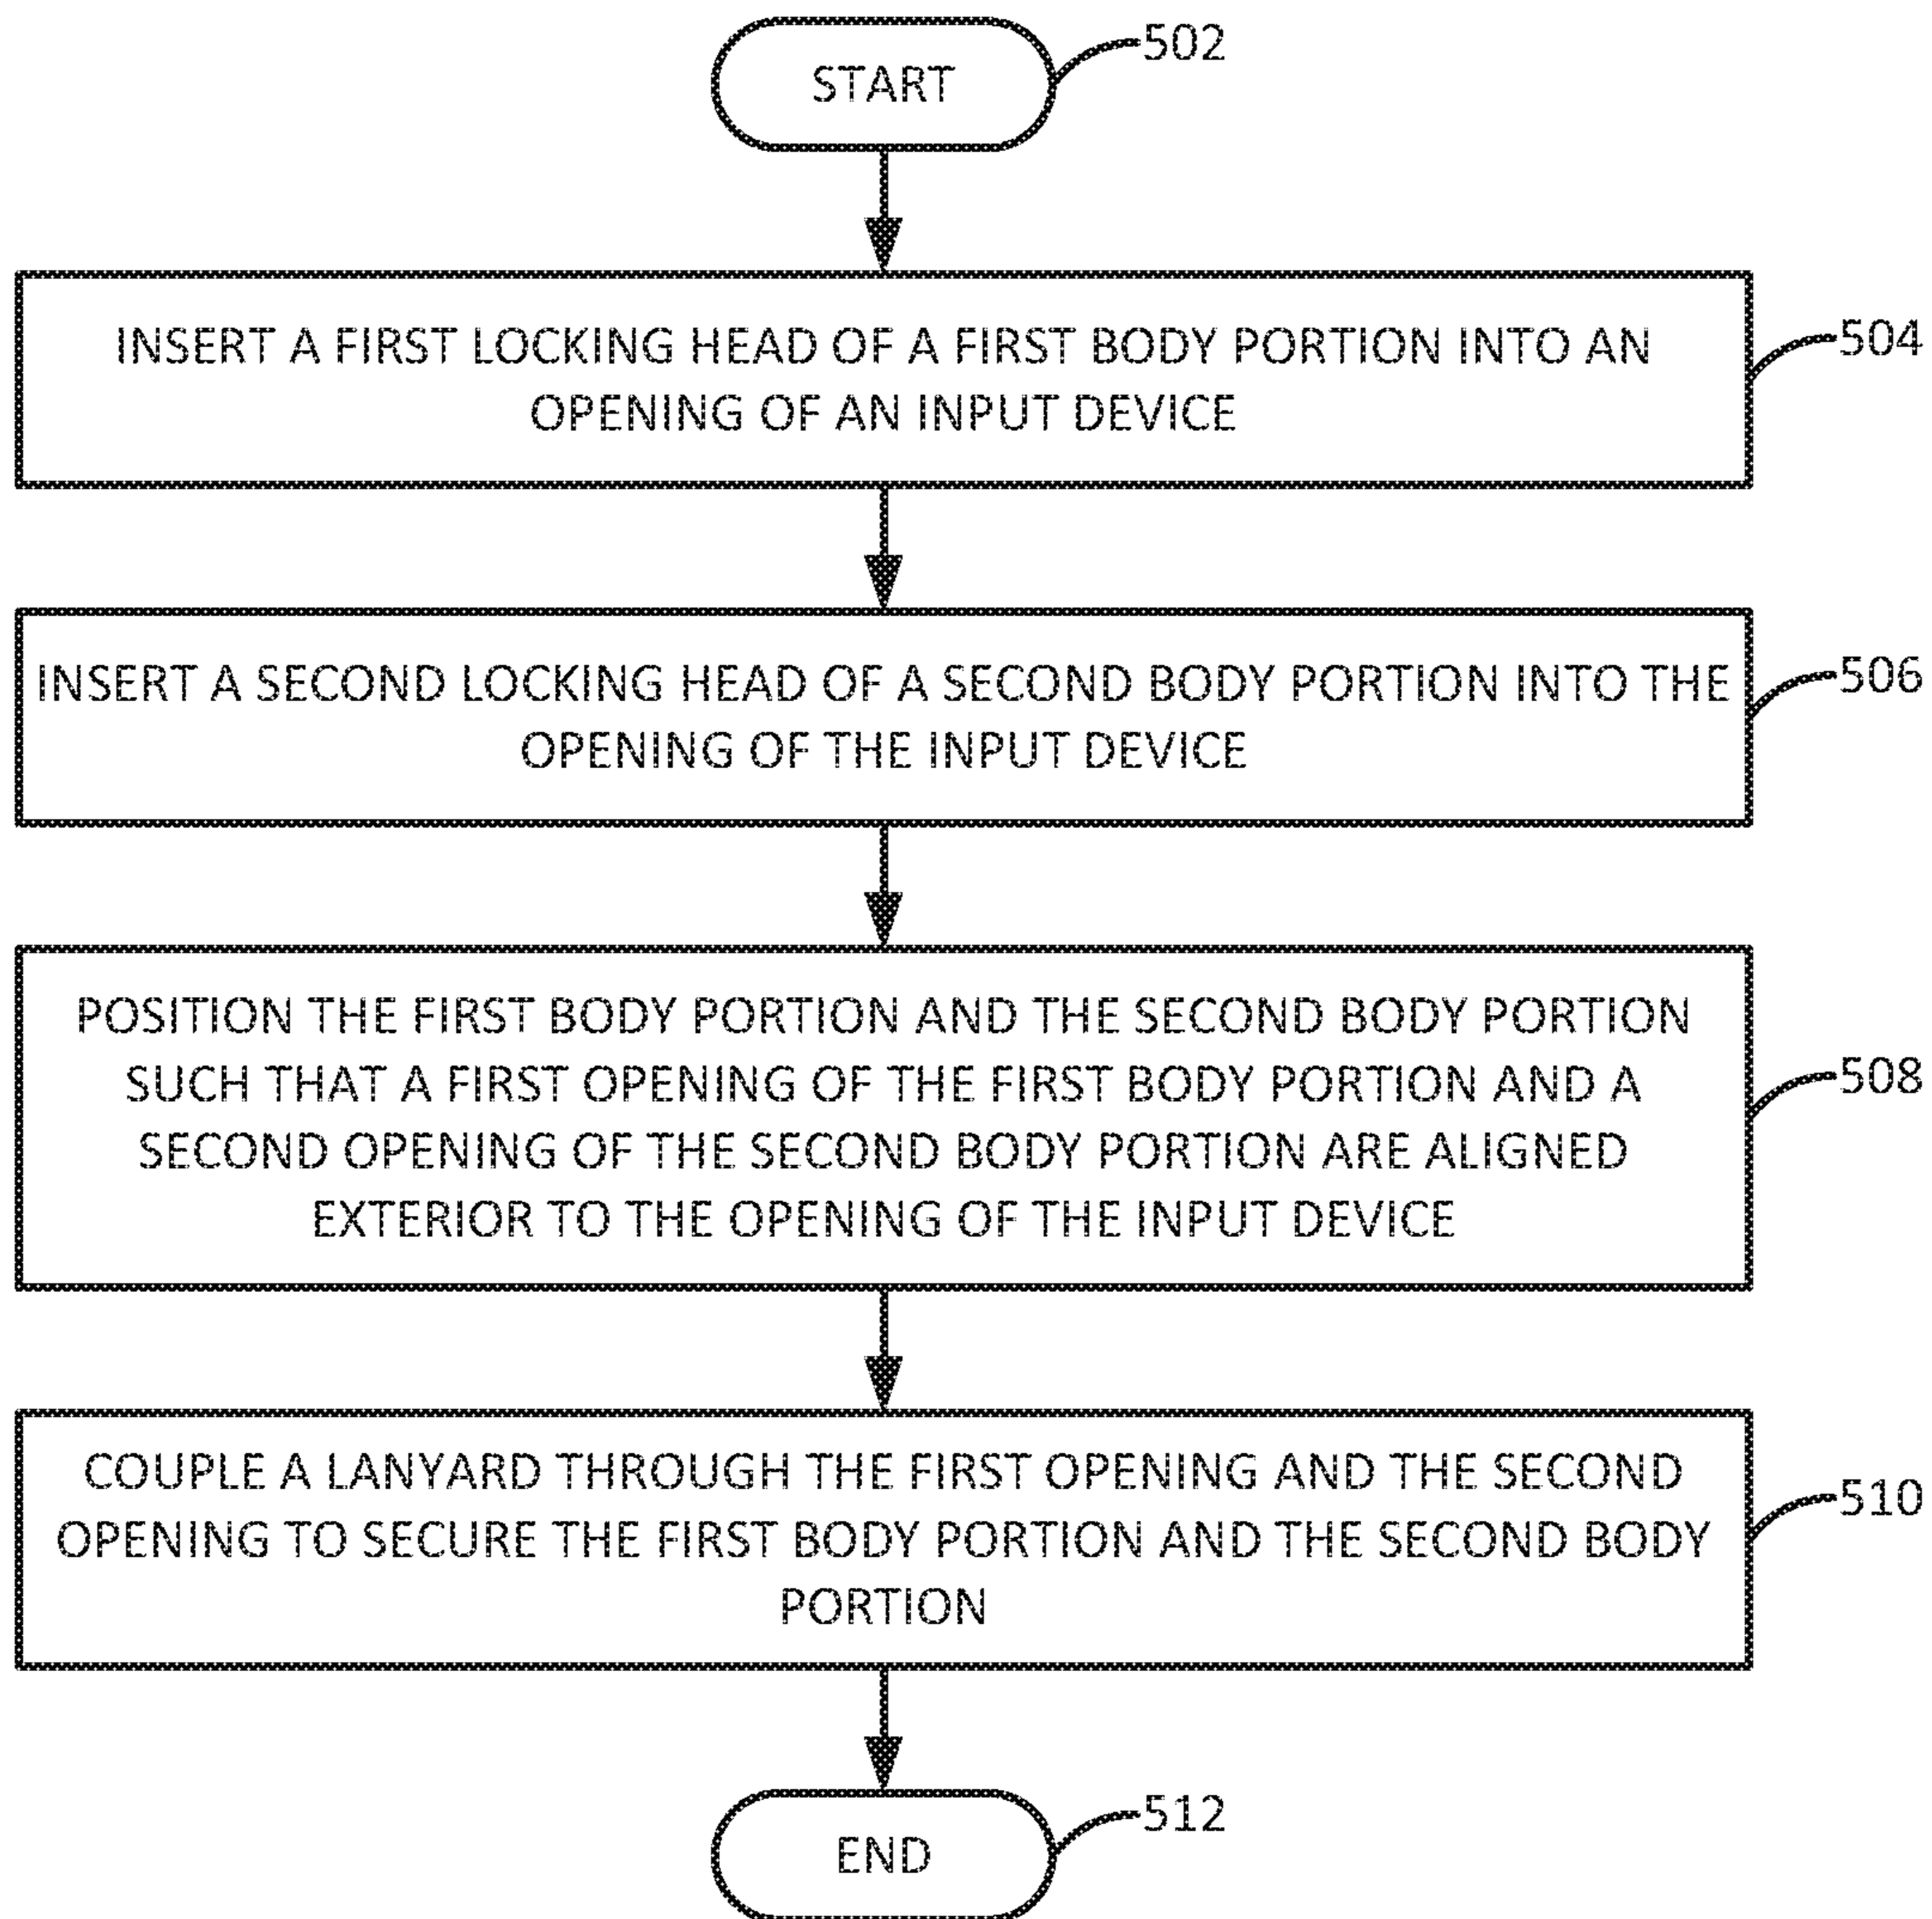 START
502
INSERT A FIRST LOCKING HEAD OF A FIRST BODY PORTION INTO AN
OPENING OF AN INPUT DEVICE
504
INSERT A SECOND LOCKING HEAD OF A SECOND BODY PORTION INTO THE
OPENING OF THE INPUT DEVICE
506
POSITION THE FIRST BODY PORTION AND THE SECOND BODY PORTION
SUCH THAT A FIRST OPENING OF THE FIRST BODY PORTION AND A
SECOND OPENING OF THE SECOND BODY PORTION ARE ALIGNED
EXTERIOR TO THE OPENING OF THE INPUT DEVICE
508
COUPLE A LANYARD THROUGH THE FIRST OPENING AND THE SECOND
OPENING TO SECURE THE FIRST BODY PORTION AND THE SECOND BODY
PORTION
510
END
512